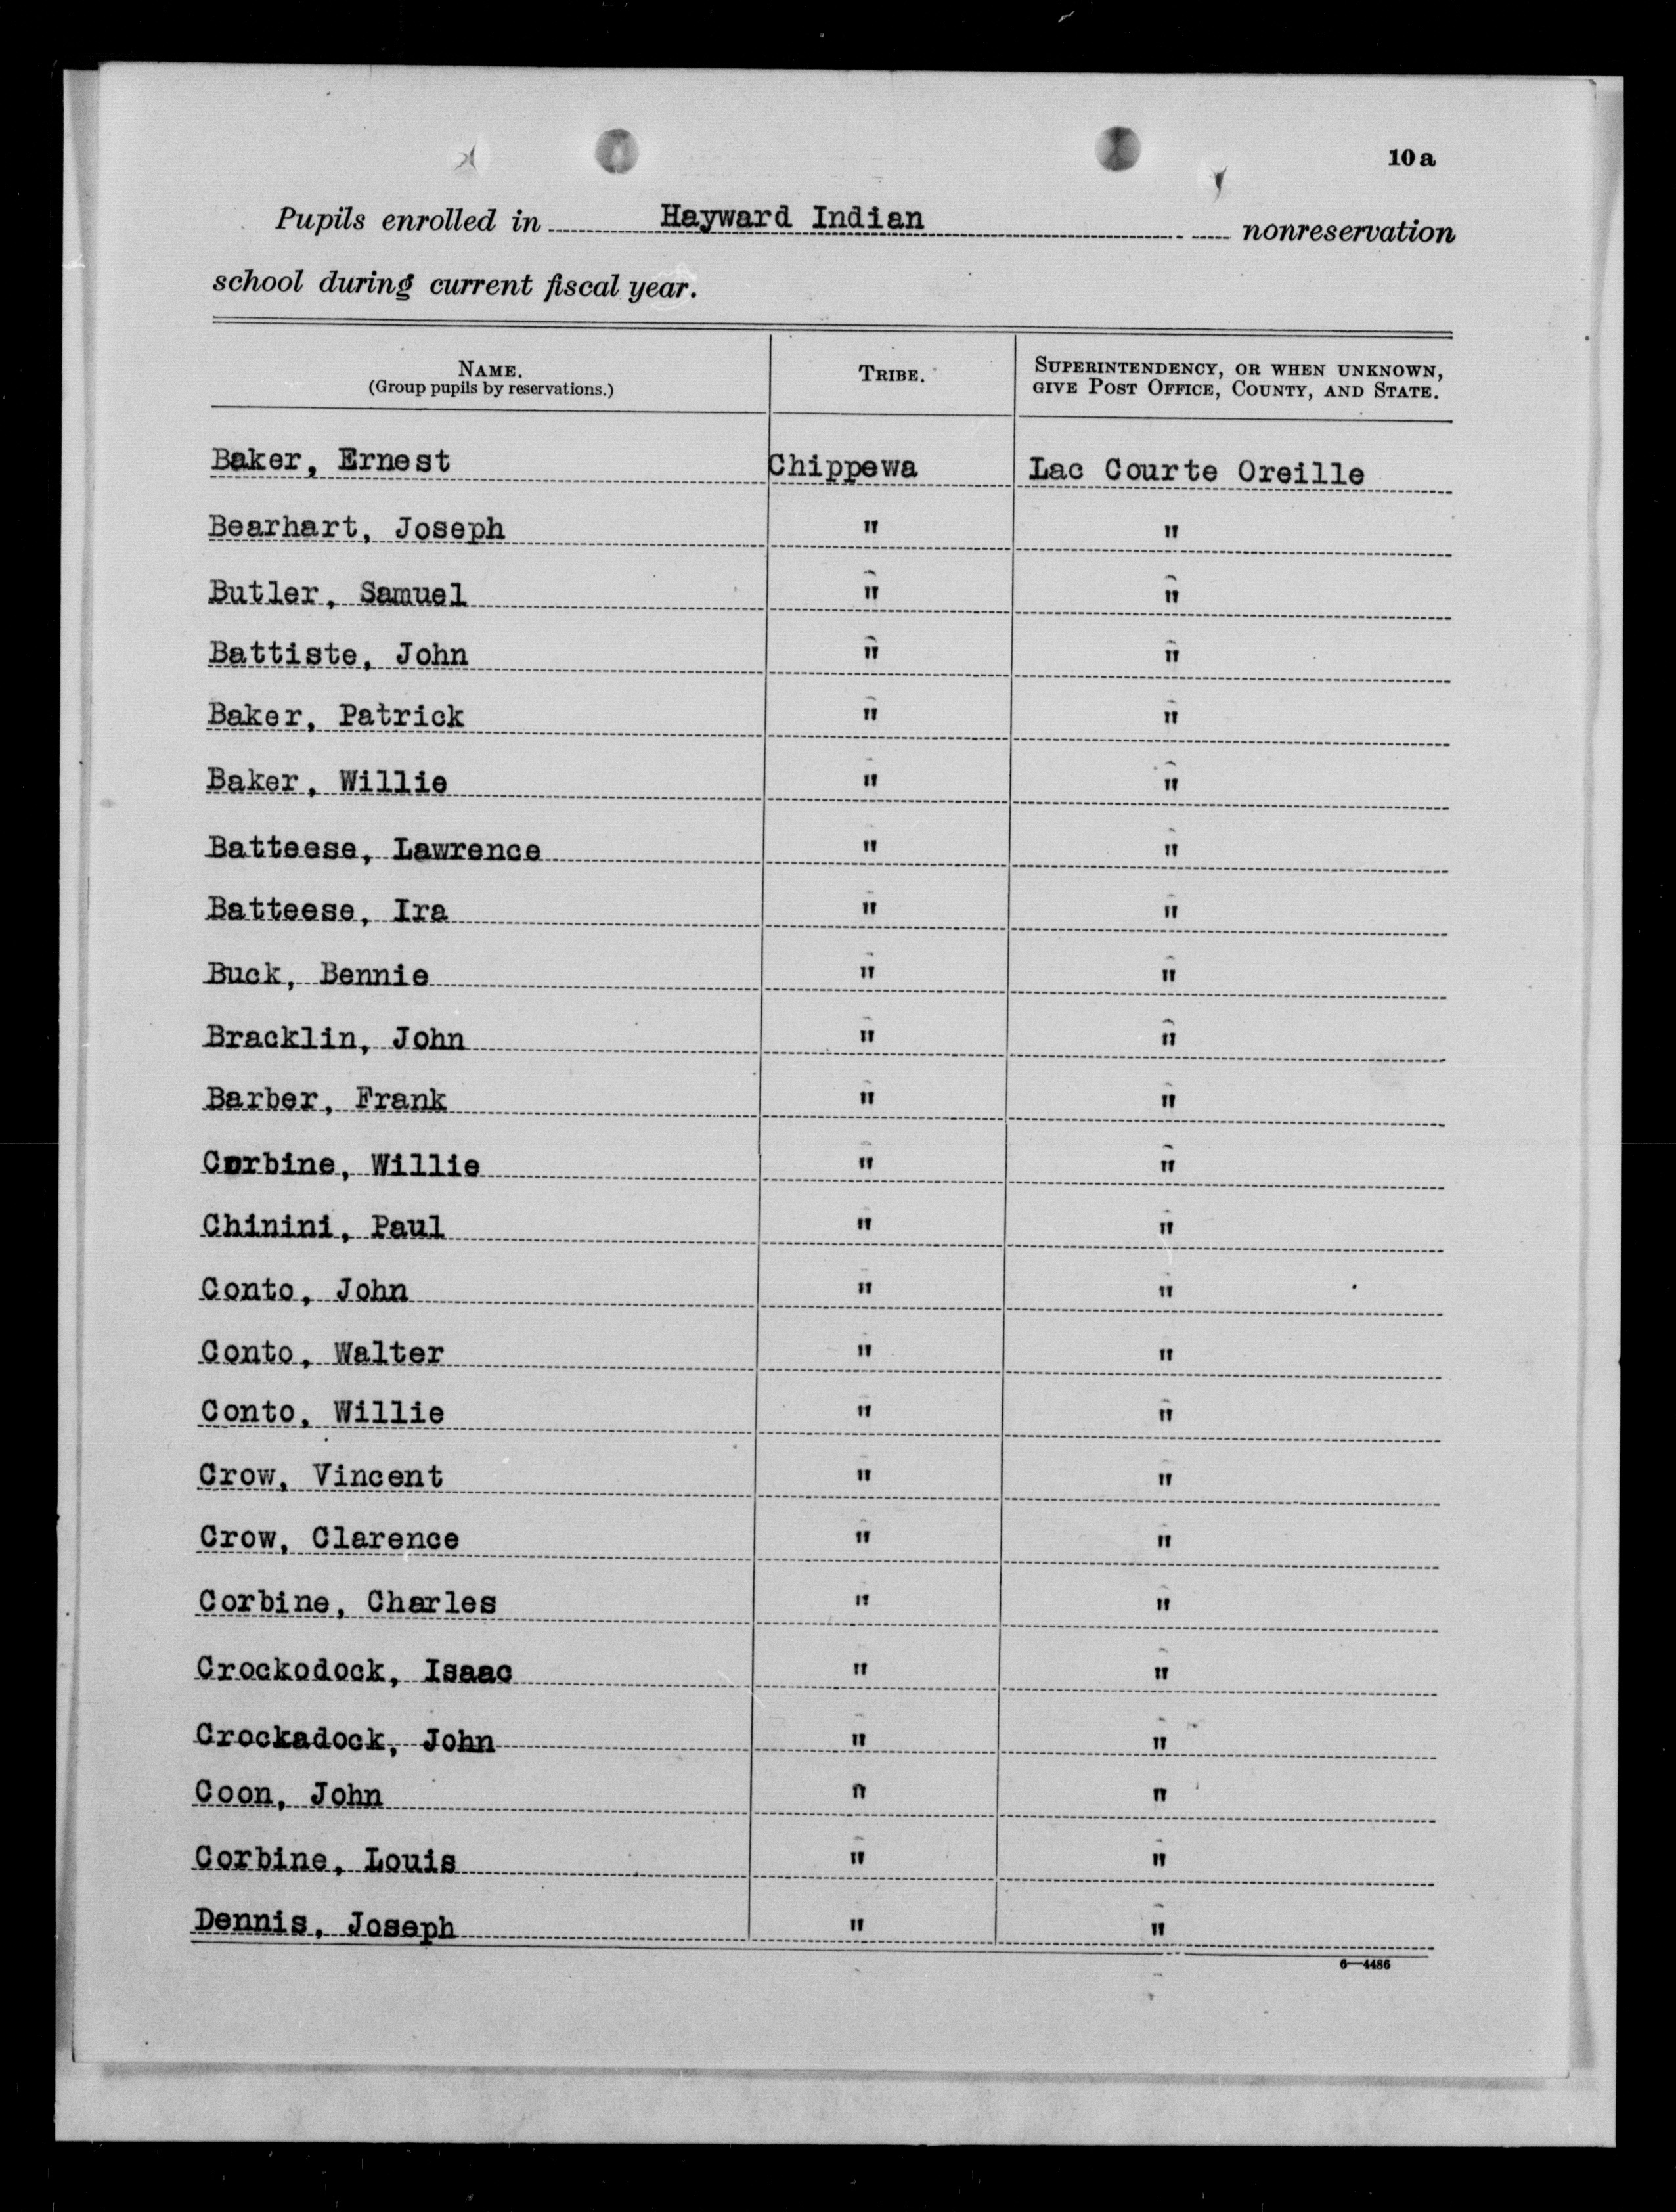 10a
Pupils enrolled in Hayward Indian nonreservation
school during current fiscal year.
NAME.
(Group pupils by reservations.)
TRIBE.
SUPERINTENDENCY, OR WHEN UNKNOWN,
GIVE POST OFFICE, COUNTY, AND STATE.
Baker, Ernest Chippewa Lac Courte Oreille
Bearhart, Joseph " "
Butler, Samuel " "
Battiste, John " "
Baker, Patrick " "
Baker, Willie " "
Batteese, Lawrence " "
Batteese, Ira " "
Buck, Bennie " "
Bracklin, John " "
Barber, Frank " "
Corbine, Willie " "
Chinini, Paul " "
Conto, John " "
Conto, Walter " "
Conto, Willie " "
Crow, Vincent " "
Crow, Clarence " "
Corbine, Charles " "
Crockodock, Isaac " "
Crockadock, John " "
Coon, John " "
Corbine, Louis " "
Dennis, Joseph " "
6—4486